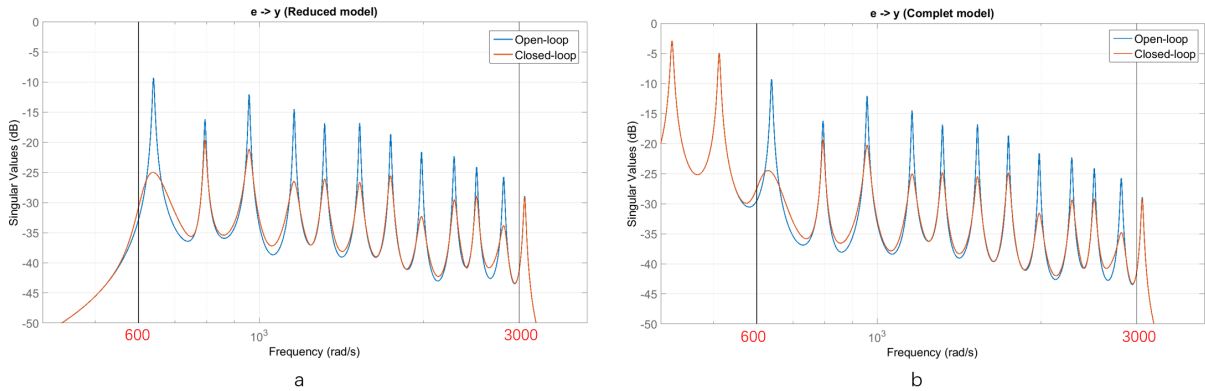 e -> y (Reduced model)
0
-5
-10
-15
-20
-25
-30
-35
-40
-45
-50
Singular Values (dB)
Open-loop
Closed-loop
600
10³
3000
Frequency (rad/s)
a
e -> y (Complet model)
0
-5
-10
-15
-20
-25
-30
-35
-40
-45
-50
Singular Values (dB)
Open-loop
Closed-loop
600
10³
3000
Frequency (rad/s)
b